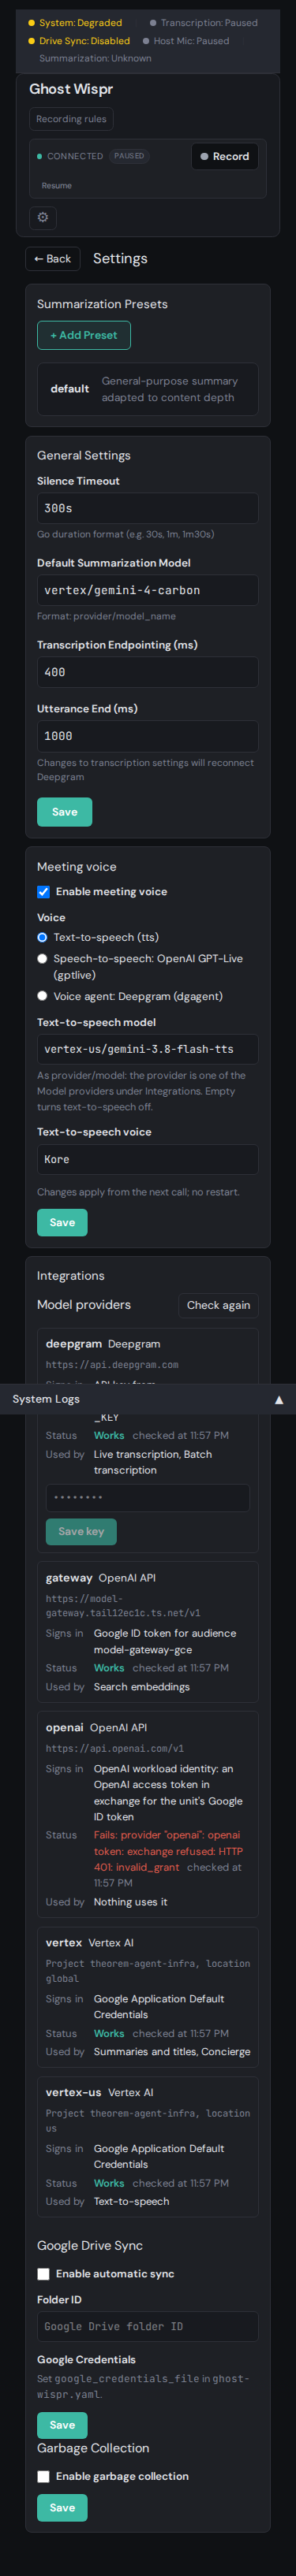 System: Degraded
Transcription: Paused
Drive Sync: Disabled
Host Mic: Paused
Summarization: Unknown
Ghost Wispr
Recording rules
CONNECTED
PAUSED
Record
Resume
← Back
Settings
Summarization Presets
+ Add Preset
default
General-purpose summary
adapted to content depth
General Settings
Silence Timeout
300s
Go duration format (e.g. 30s, 1m, 1m30s)
Default Summarization Model
vertex/gemini-4-carbon
Format: provider/model_name
Transcription Endpointing (ms)
400
Utterance End (ms)
1000
Changes to transcription settings will reconnect
Deepgram
Save
Meeting voice
Enable meeting voice
Voice
Text-to-speech (tts)
Speech-to-speech: OpenAI GPT-Live
(gptlive)
Voice agent: Deepgram (dgagent)
Text-to-speech model
vertex-us/gemini-3.8-flash-tts
As provider/model: the provider is one of the
Model providers under Integrations. Empty
turns text-to-speech off.
Text-to-speech voice
Kore
Changes apply from the next call; no restart.
Save
Integrations
Model providers
Check again
deepgram Deepgram
https://api.deepgram.com
System Logs ▲
_KEY
Status Works checked at 11:57 PM
Used by Live transcription, Batch
transcription
Save key
gateway OpenAI API
https://model-
gateway.tail12ec1c.ts.net/v1
Signs in Google ID token for audience
model-gateway-gce
Status Works checked at 11:57 PM
Used by Search embeddings
openai OpenAI API
https://api.openai.com/v1
Signs in OpenAI workload identity: an
OpenAI access token in
exchange for the unit's Google
ID token
Status Fails: provider "openai": openai
token: exchange refused: HTTP
401: invalid_grant checked at
11:57 PM
Used by Nothing uses it
vertex Vertex AI
Project theorem-agent-infra, location
global
Signs in Google Application Default
Credentials
Status Works checked at 11:57 PM
Used by Summaries and titles, Concierge
vertex-us Vertex AI
Project theorem-agent-infra, location
us
Signs in Google Application Default
Credentials
Status Works checked at 11:57 PM
Used by Text-to-speech
Google Drive Sync
Enable automatic sync
Folder ID
Google Drive folder ID
Google Credentials
Set google_credentials_file in ghost-
wispr.yaml.
Save
Garbage Collection
Enable garbage collection
Save